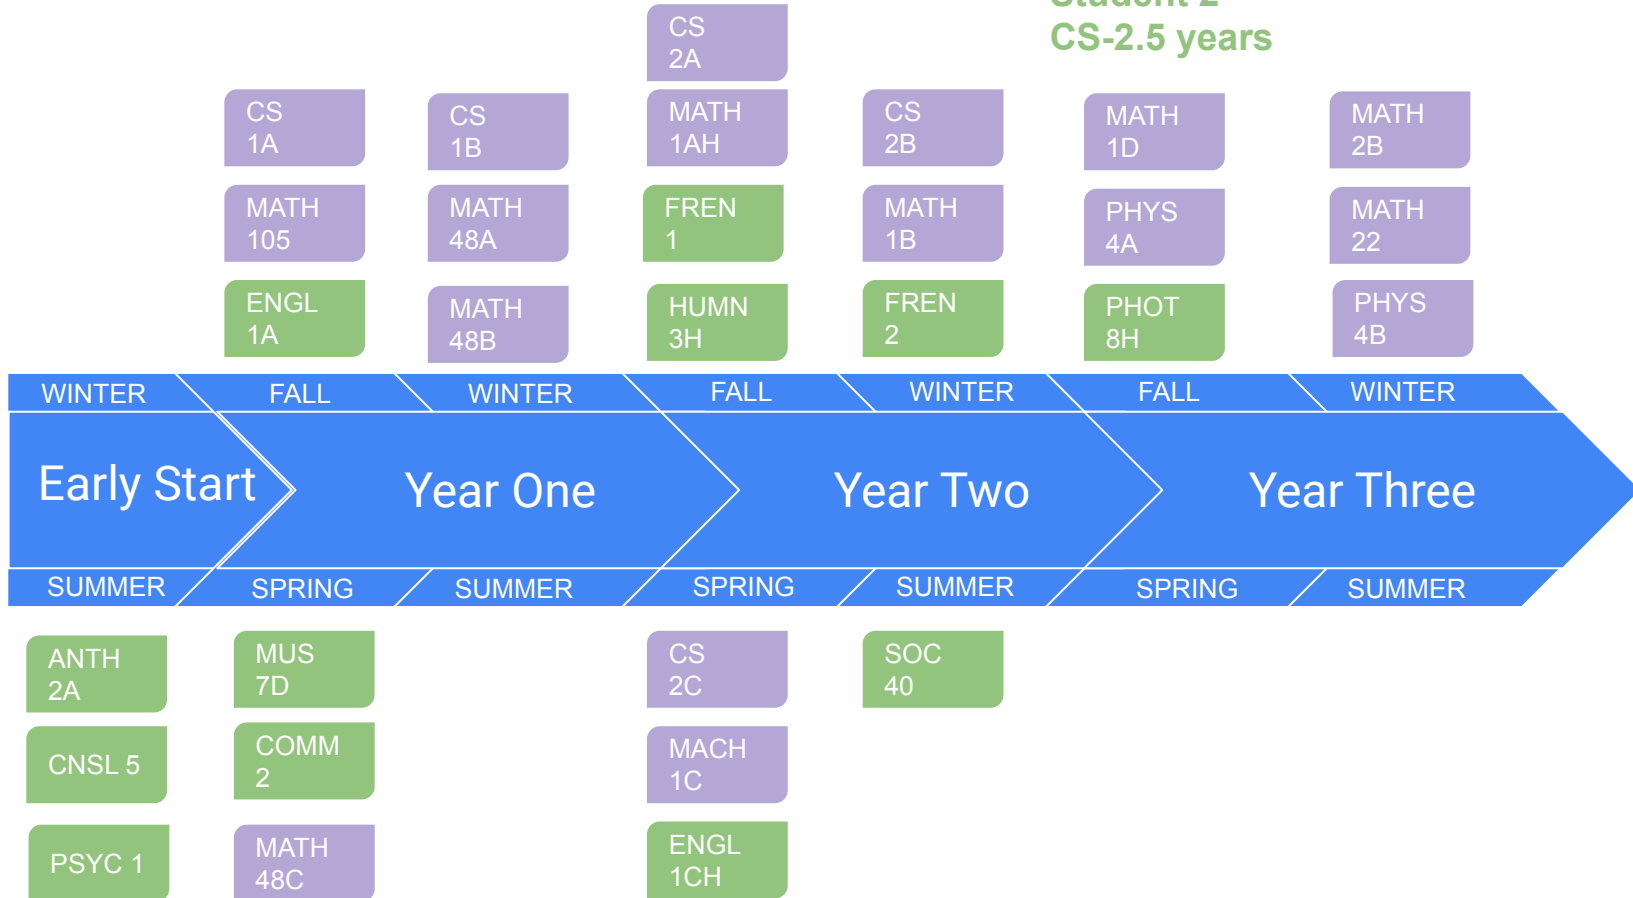 Student 2
CS-2.5 years
CS
2A
CS
1A
CS
1B
MATH
1AH
CS
2B
MATH
1D
MATH
2B
MATH
105
MATH
48A
FREN
1
MATH
1B
PHYS
4A
MATH
22
ENGL
1A
MATH
48B
HUMN
3H
FREN
2
PHOT
8H
PHYS
4B
WINTER FALL WINTER FALL WINTER FALL WINTER
Early Start Year One Year Two Year Three
SUMMER SPRING SUMMER SPRING SUMMER SPRING SUMMER
ANTH
2A
MUS
7D
CS
2C
SOC
40
CNSL 5
COMM
2
MACH
1C
PSYC 1
MATH
48C
ENGL
1CH